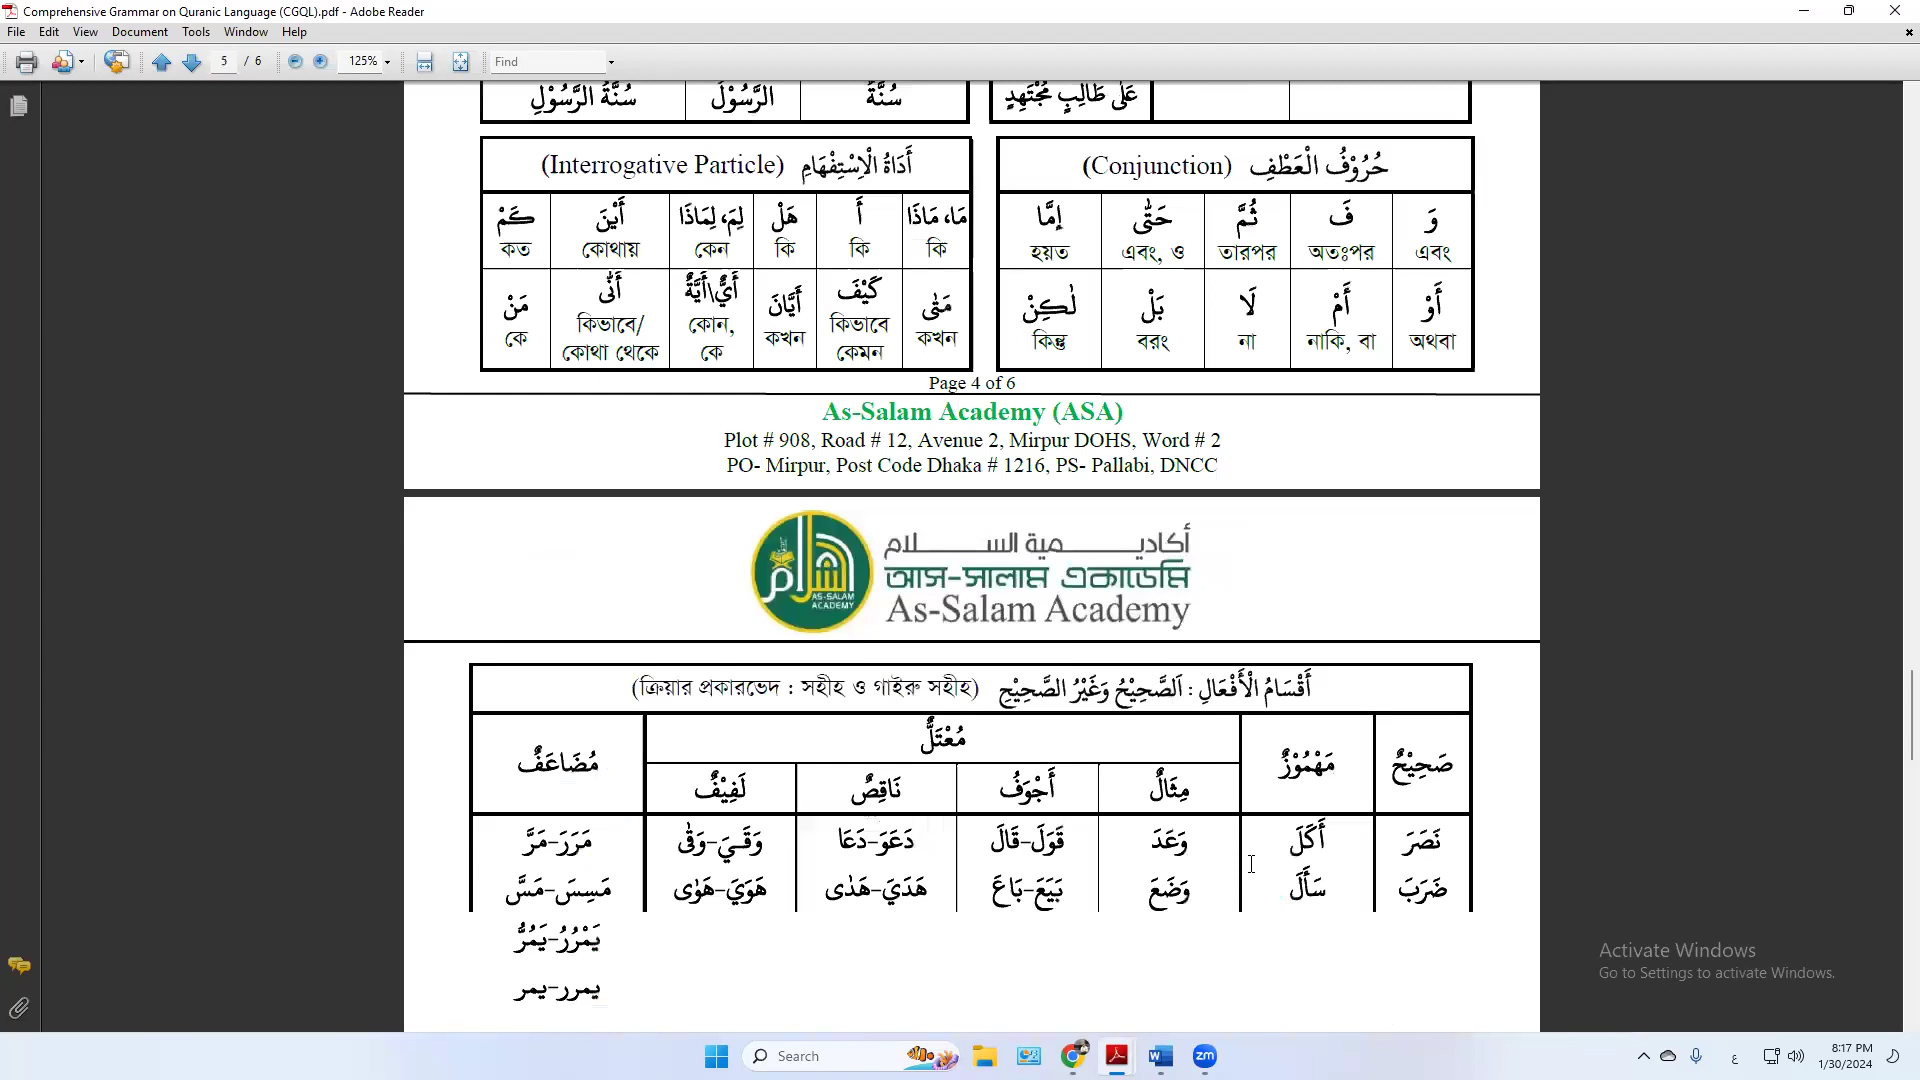 Comprehensive Grammar on Quranic Language (CGQL).pdf - Adobe Reader
File Edit View Document Tools Window Help
5 / 6 125% Find
سُنَّةُ الرَّسُوْلِ الرَّسُوْلُ سُنَّةٌ
عَلَى طَالِبٍ مُجْتَهِدٍ
(Interrogative Particle) أَدَاةُ الْاِسْتِفْهَامِ
مَا، مَاذَا أَ هَلْ لِمَ، لِمَاذَا أَيْنَ كَمْ
কি কি কি কেন কোথায় কত
مَتٰى كَيْفَ أَيَّانَ أَيٌّ\أَيَّةٌ أَنّٰى مَنْ
কখন কিভাবে কেমন কখন কোন, কে কিভাবে/ কোথা থেকে কে
(Conjunction) حُرُوْفُ الْعَطْفِ
وَ فَ ثُمَّ حَتّٰى إِمَّا
এবং অতঃপর তারপর এবং, ও হয়ত
أَوْ أَمْ لَا بَلْ لٰكِنْ
অথবা নাকি, বা না বরং কিন্তু
Page 4 of 6
As-Salam Academy (ASA)
Plot # 908, Road # 12, Avenue 2, Mirpur DOHS, Word # 2
PO- Mirpur, Post Code Dhaka # 1216, PS- Pallabi, DNCC
السلام
AS-SALAM
ACADEMY
أكاديمية السلام
আস-সালাম একাডেমি
As-Salam Academy
أَقْسَامُ الْأَفْعَالِ : اَلصَّحِيْحُ وَغَيْرُ الصَّحِيْحِ (ক্রিয়ার প্রকারভেদ : সহীহ ও গাইরু সহীহ)
صَحِيْحٌ مَهْمُوْزٌ مُعْتَلٌّ مُضَاعَفٌ
مِثَالٌ أَجْوَفُ نَاقِصٌ لَفِيْفٌ
نَصَرَ أَكَلَ وَعَدَ قَوَلَ-قَالَ دَعَوَ-دَعَا وَقَيَ-وَقٰى مَرَرَ-مَرَّ
ضَرَبَ سَأَلَ وَضَعَ بَيَعَ-بَاعَ هَدَيَ-هَدٰى هَوَيَ-هَوٰى مَسِسَ-مَسَّ
يَمْرُرُ-يَمُرُّ
يمرر-يمر
Activate Windows
Go to Settings to activate Windows.
Search
zm
ع
8:17 PM
1/30/2024